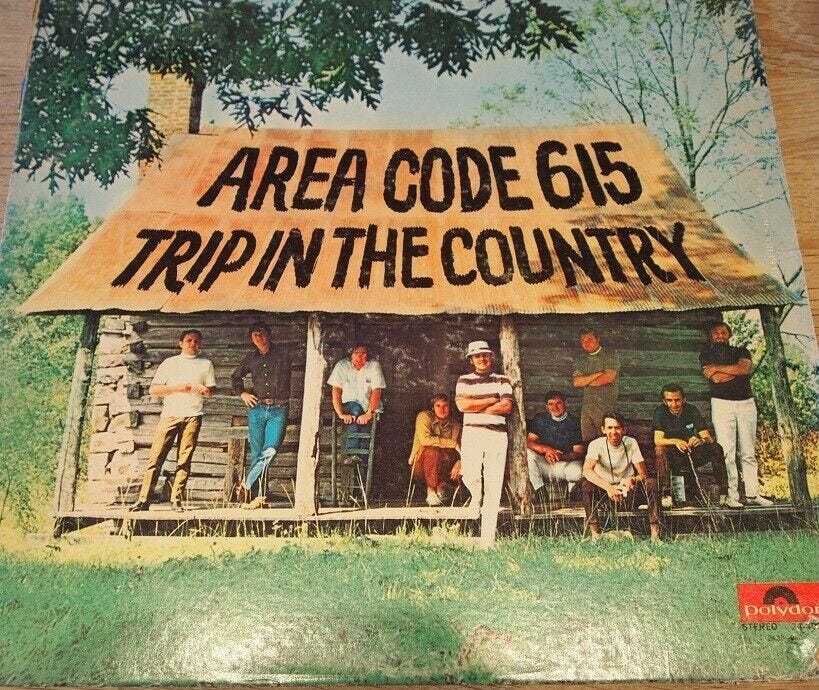 AREA CODE 615
TRIP IN THE COUNTRY
Polydor
STEREO